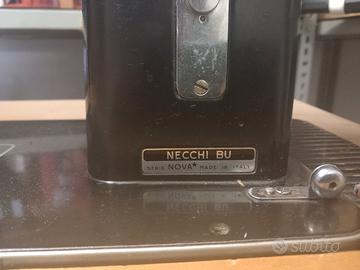 NECCHI BU
SERIE NOVA* MADE IN ITALY
subito